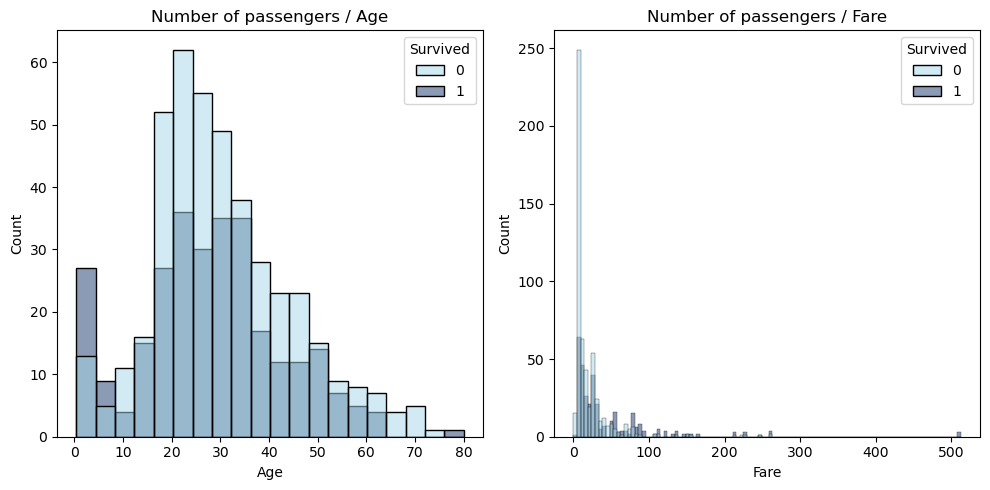 Number of passengers / Age
Count
60
50
40
30
20
10
0
Survived
0
1
0 10 20 30 40 50 60 70 80
Age
Number of passengers / Fare
Count
250
200
150
100
50
0
Survived
0
1
0 100 200 300 400 500
Fare